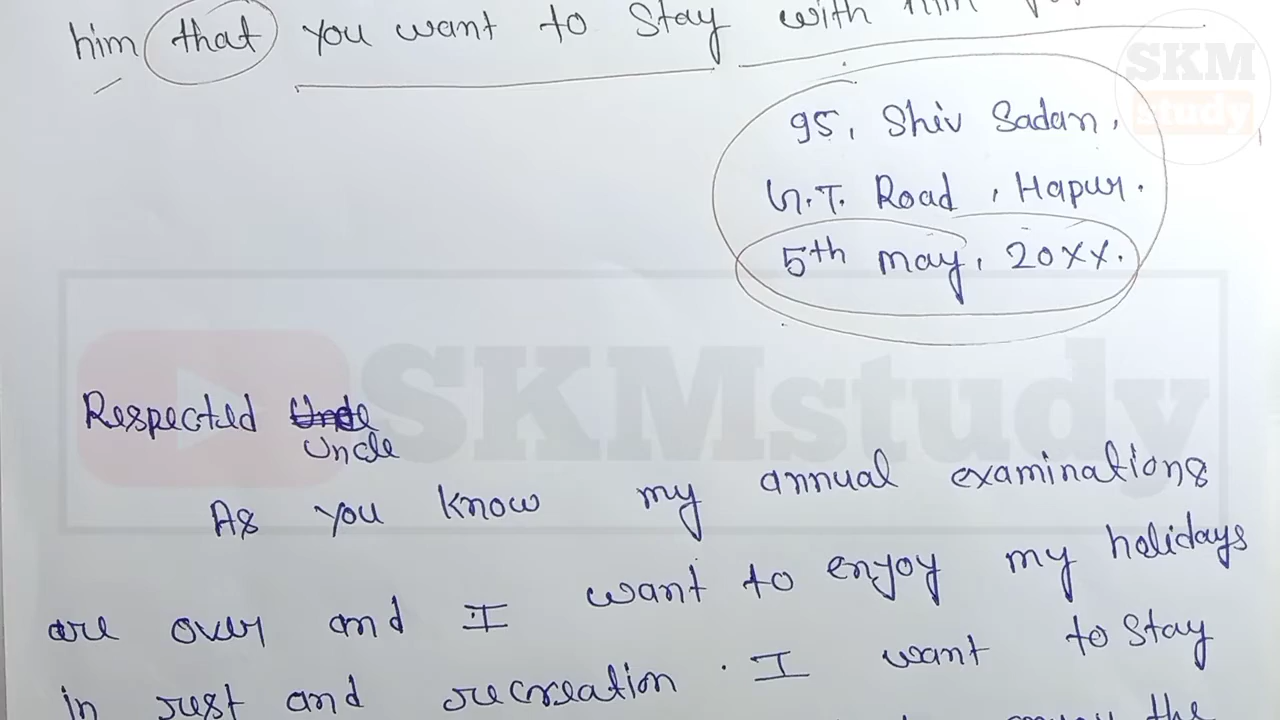 him that you want to stay with him
SKM
study
95, Shiv Sadan,
G.T. Road, Hapur.
5th may, 20XX.
SKMstudy
Respected Uncle
Uncle
As you know my annual examinations
are over and I want to enjoy my holidays
in rest and recreation. I want to stay
the